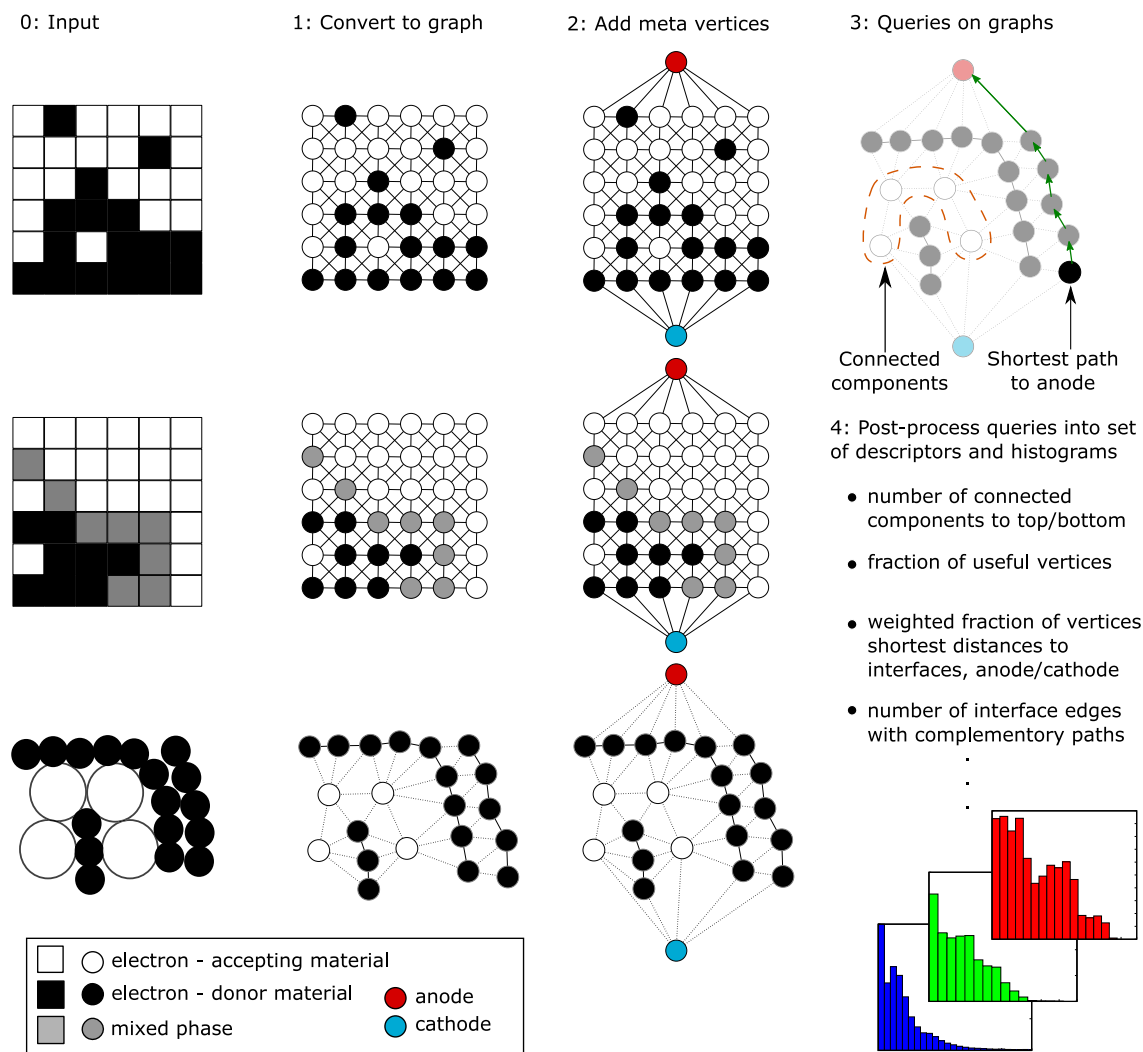 0: Input
1: Convert to graph
2: Add meta vertices
3: Queries on graphs
Connected
components
Shortest path
to anode
4: Post-process queries into set
of descriptors and histograms
• number of connected
components to top/bottom
• fraction of useful vertices
• weighted fraction of vertices
shortest distances to
interfaces, anode/cathode
• number of interface edges
with complementory paths
electron - accepting material
electron - donor material
mixed phase
anode
cathode